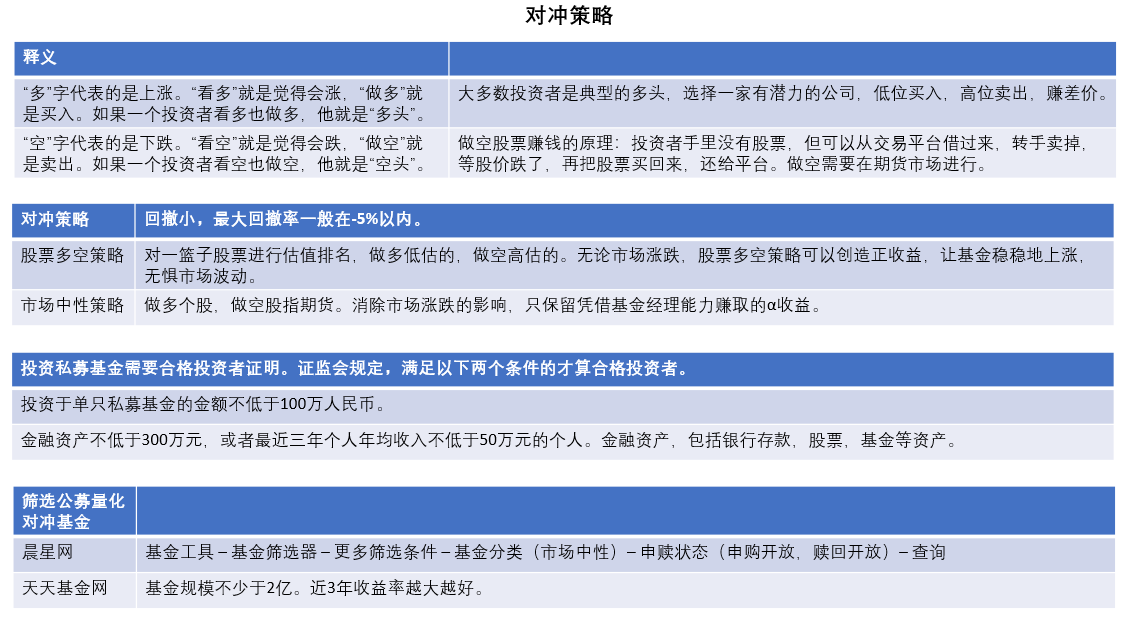 对冲策略
释义
“多”字代表的是上涨。“看多”就是觉得会涨，“做多”就
是买入。如果一个投资者看多也做多，他就是“多头”。
大多数投资者是典型的多头，选择一家有潜力的公司，低位买入，高位卖出，赚差价。
“空”字代表的是下跌。“看空”就是觉得会跌，“做空”就
是卖出。如果一个投资者看空也做空，他就是“空头”。
做空股票赚钱的原理：投资者手里没有股票，但可以从交易平台借过来，转手卖掉，
等股价跌了，再把股票买回来，还给平台。做空需要在期货市场进行。
对冲策略
回撤小，最大回撤率一般在-5%以内。
股票多空策略
对一篮子股票进行估值排名，做多低估的，做空高估的。无论市场涨跌，股票多空策略可以创造正收益，让基金稳稳地上涨，
无惧市场波动。
市场中性策略
做多个股，做空股指期货。消除市场涨跌的影响，只保留凭借基金经理能力赚取的α收益。
投资私募基金需要合格投资者证明。证监会规定，满足以下两个条件的才算合格投资者。
投资于单只私募基金的金额不低于100万人民币。
金融资产不低于300万元，或者最近三年个人年均收入不低于50万元的个人。金融资产，包括银行存款，股票，基金等资产。
筛选公募量化
对冲基金
晨星网
基金工具–基金筛选器–更多筛选条件–基金分类（市场中性）–申赎状态（申购开放，赎回开放）–查询
天天基金网
基金规模不少于2亿。近3年收益率越大越好。